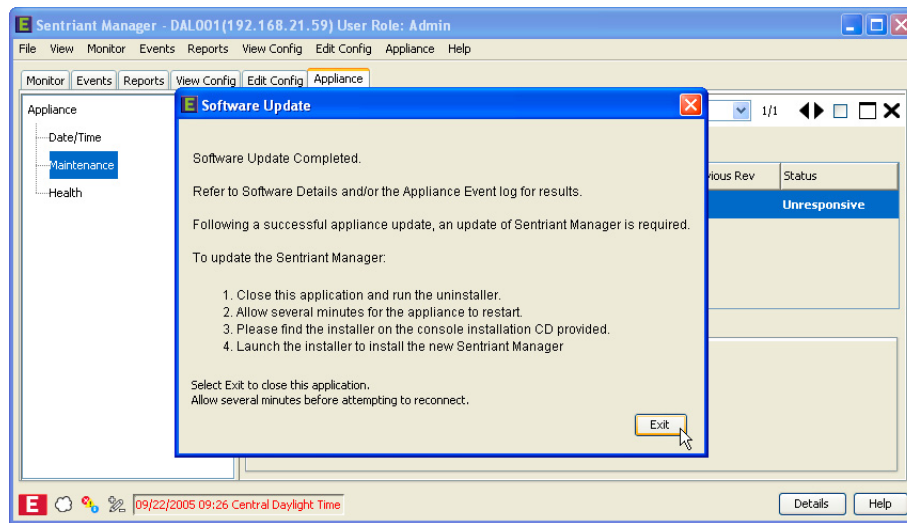 E Sentriant Manager - DAL001(192.168.21.59) User Role: Admin
File View Monitor Events Reports View Config Edit Config Appliance Help
Monitor Events Reports View Config Edit Config Appliance
Appliance
Date/Time
Maintenance
Health
1/1
vious Rev Status
Unresponsive
E Software Update
Software Update Completed.
Refer to Software Details and/or the Appliance Event log for results.
Following a successful appliance update, an update of Sentriant Manager is required.
To update the Sentriant Manager:
1. Close this application and run the uninstaller.
2. Allow several minutes for the appliance to restart.
3. Please find the installer on the console installation CD provided.
4. Launch the installer to install the new Sentriant Manager
Select Exit to close this application.
Allow several minutes before attempting to reconnect.
Exit
E 09/22/2005 09:26 Central Daylight Time
Details Help